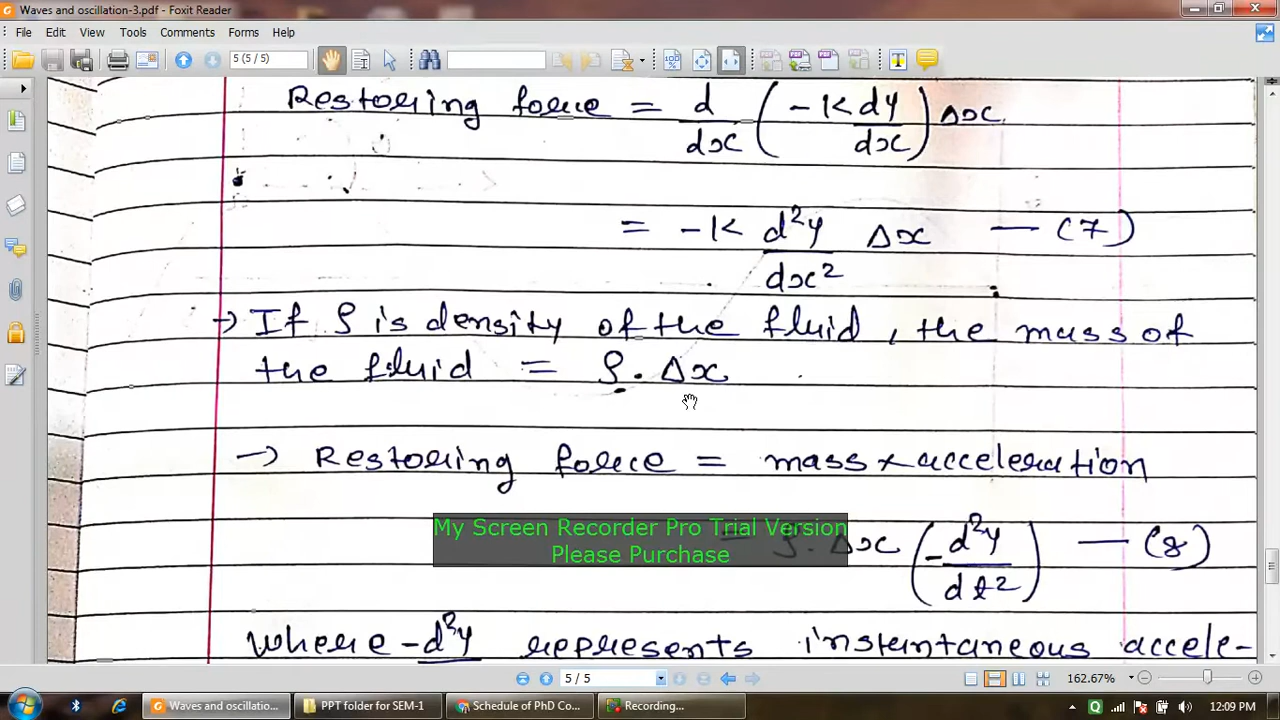 Waves and oscillation-3.pdf - Foxit Reader
File Edit View Tools Comments Forms Help
5 (5 / 5)
Restoring force = d/dx (-K dy/dx) Δx
= -K d²y/dx² Δx — (7)
→ If ρ is density of the fluid, the mass of
the fluid = ρ. Δx
→ Restoring force = mass x acceleration
My Screen Recorder Pro Trial Version
Please Purchase
= ρ. Δx (-d²y/dt²) — (8)
where -d²y represents instantaneous accele-
5 / 5
162.67%
Waves and oscillatio... PPT folder for SEM-1 Schedule of PhD Co... Recording... 12:09 PM